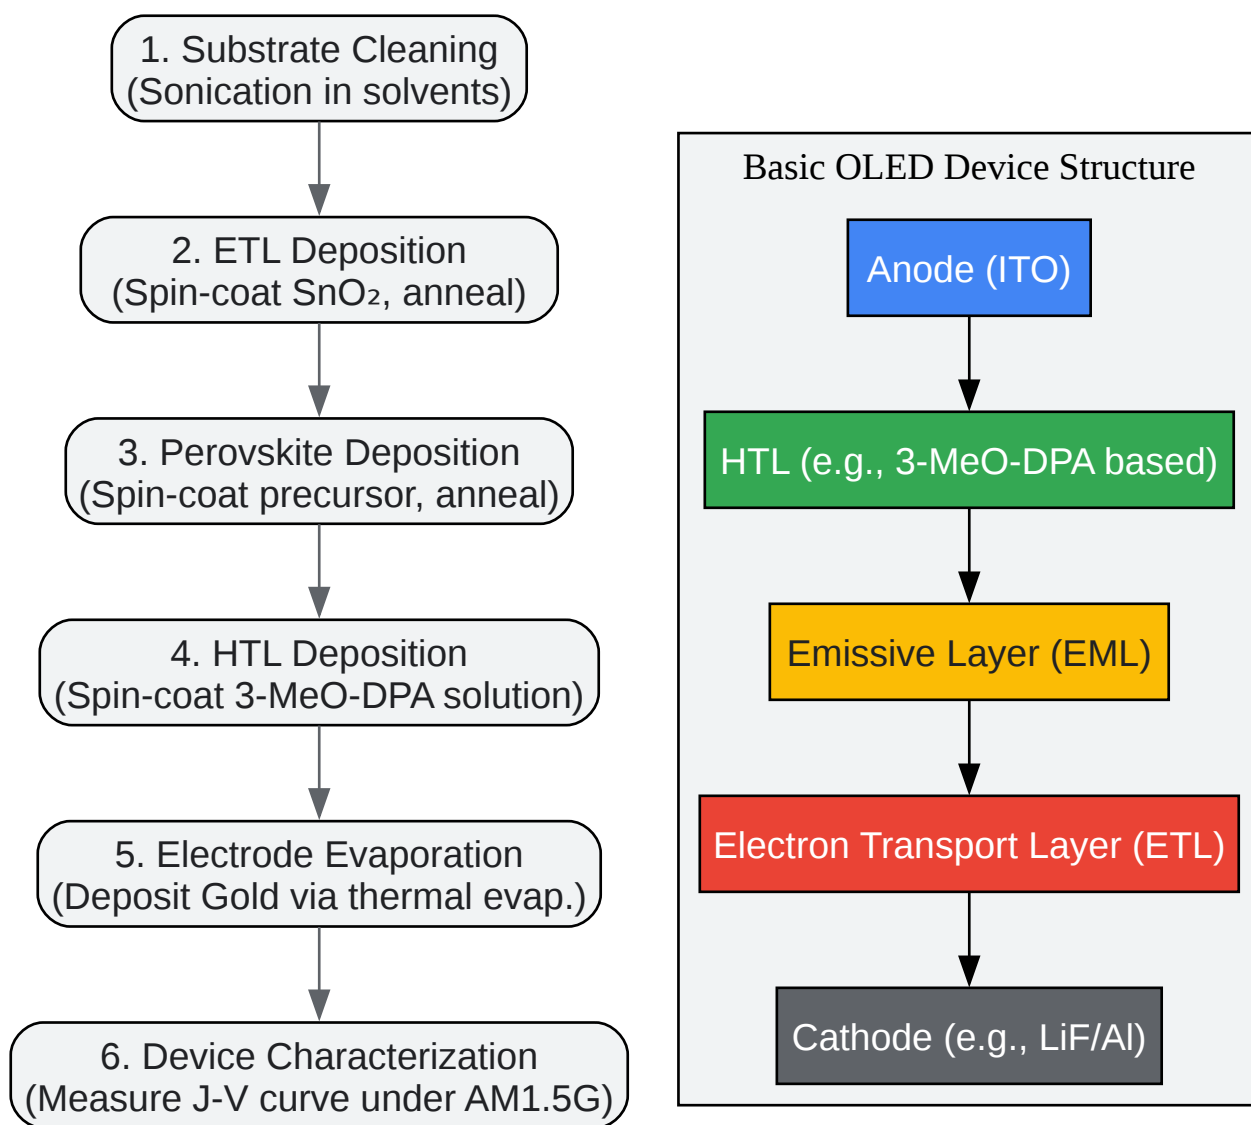 1. Substrate Cleaning
(Sonication in solvents)
2. ETL Deposition
(Spin-coat SnO₂, anneal)
3. Perovskite Deposition
(Spin-coat precursor, anneal)
4. HTL Deposition
(Spin-coat 3-MeO-DPA solution)
5. Electrode Evaporation
(Deposit Gold via thermal evap.)
6. Device Characterization
(Measure J-V curve under AM1.5G)
Basic OLED Device Structure
Anode (ITO)
HTL (e.g., 3-MeO-DPA based)
Emissive Layer (EML)
Electron Transport Layer (ETL)
Cathode (e.g., LiF/Al)